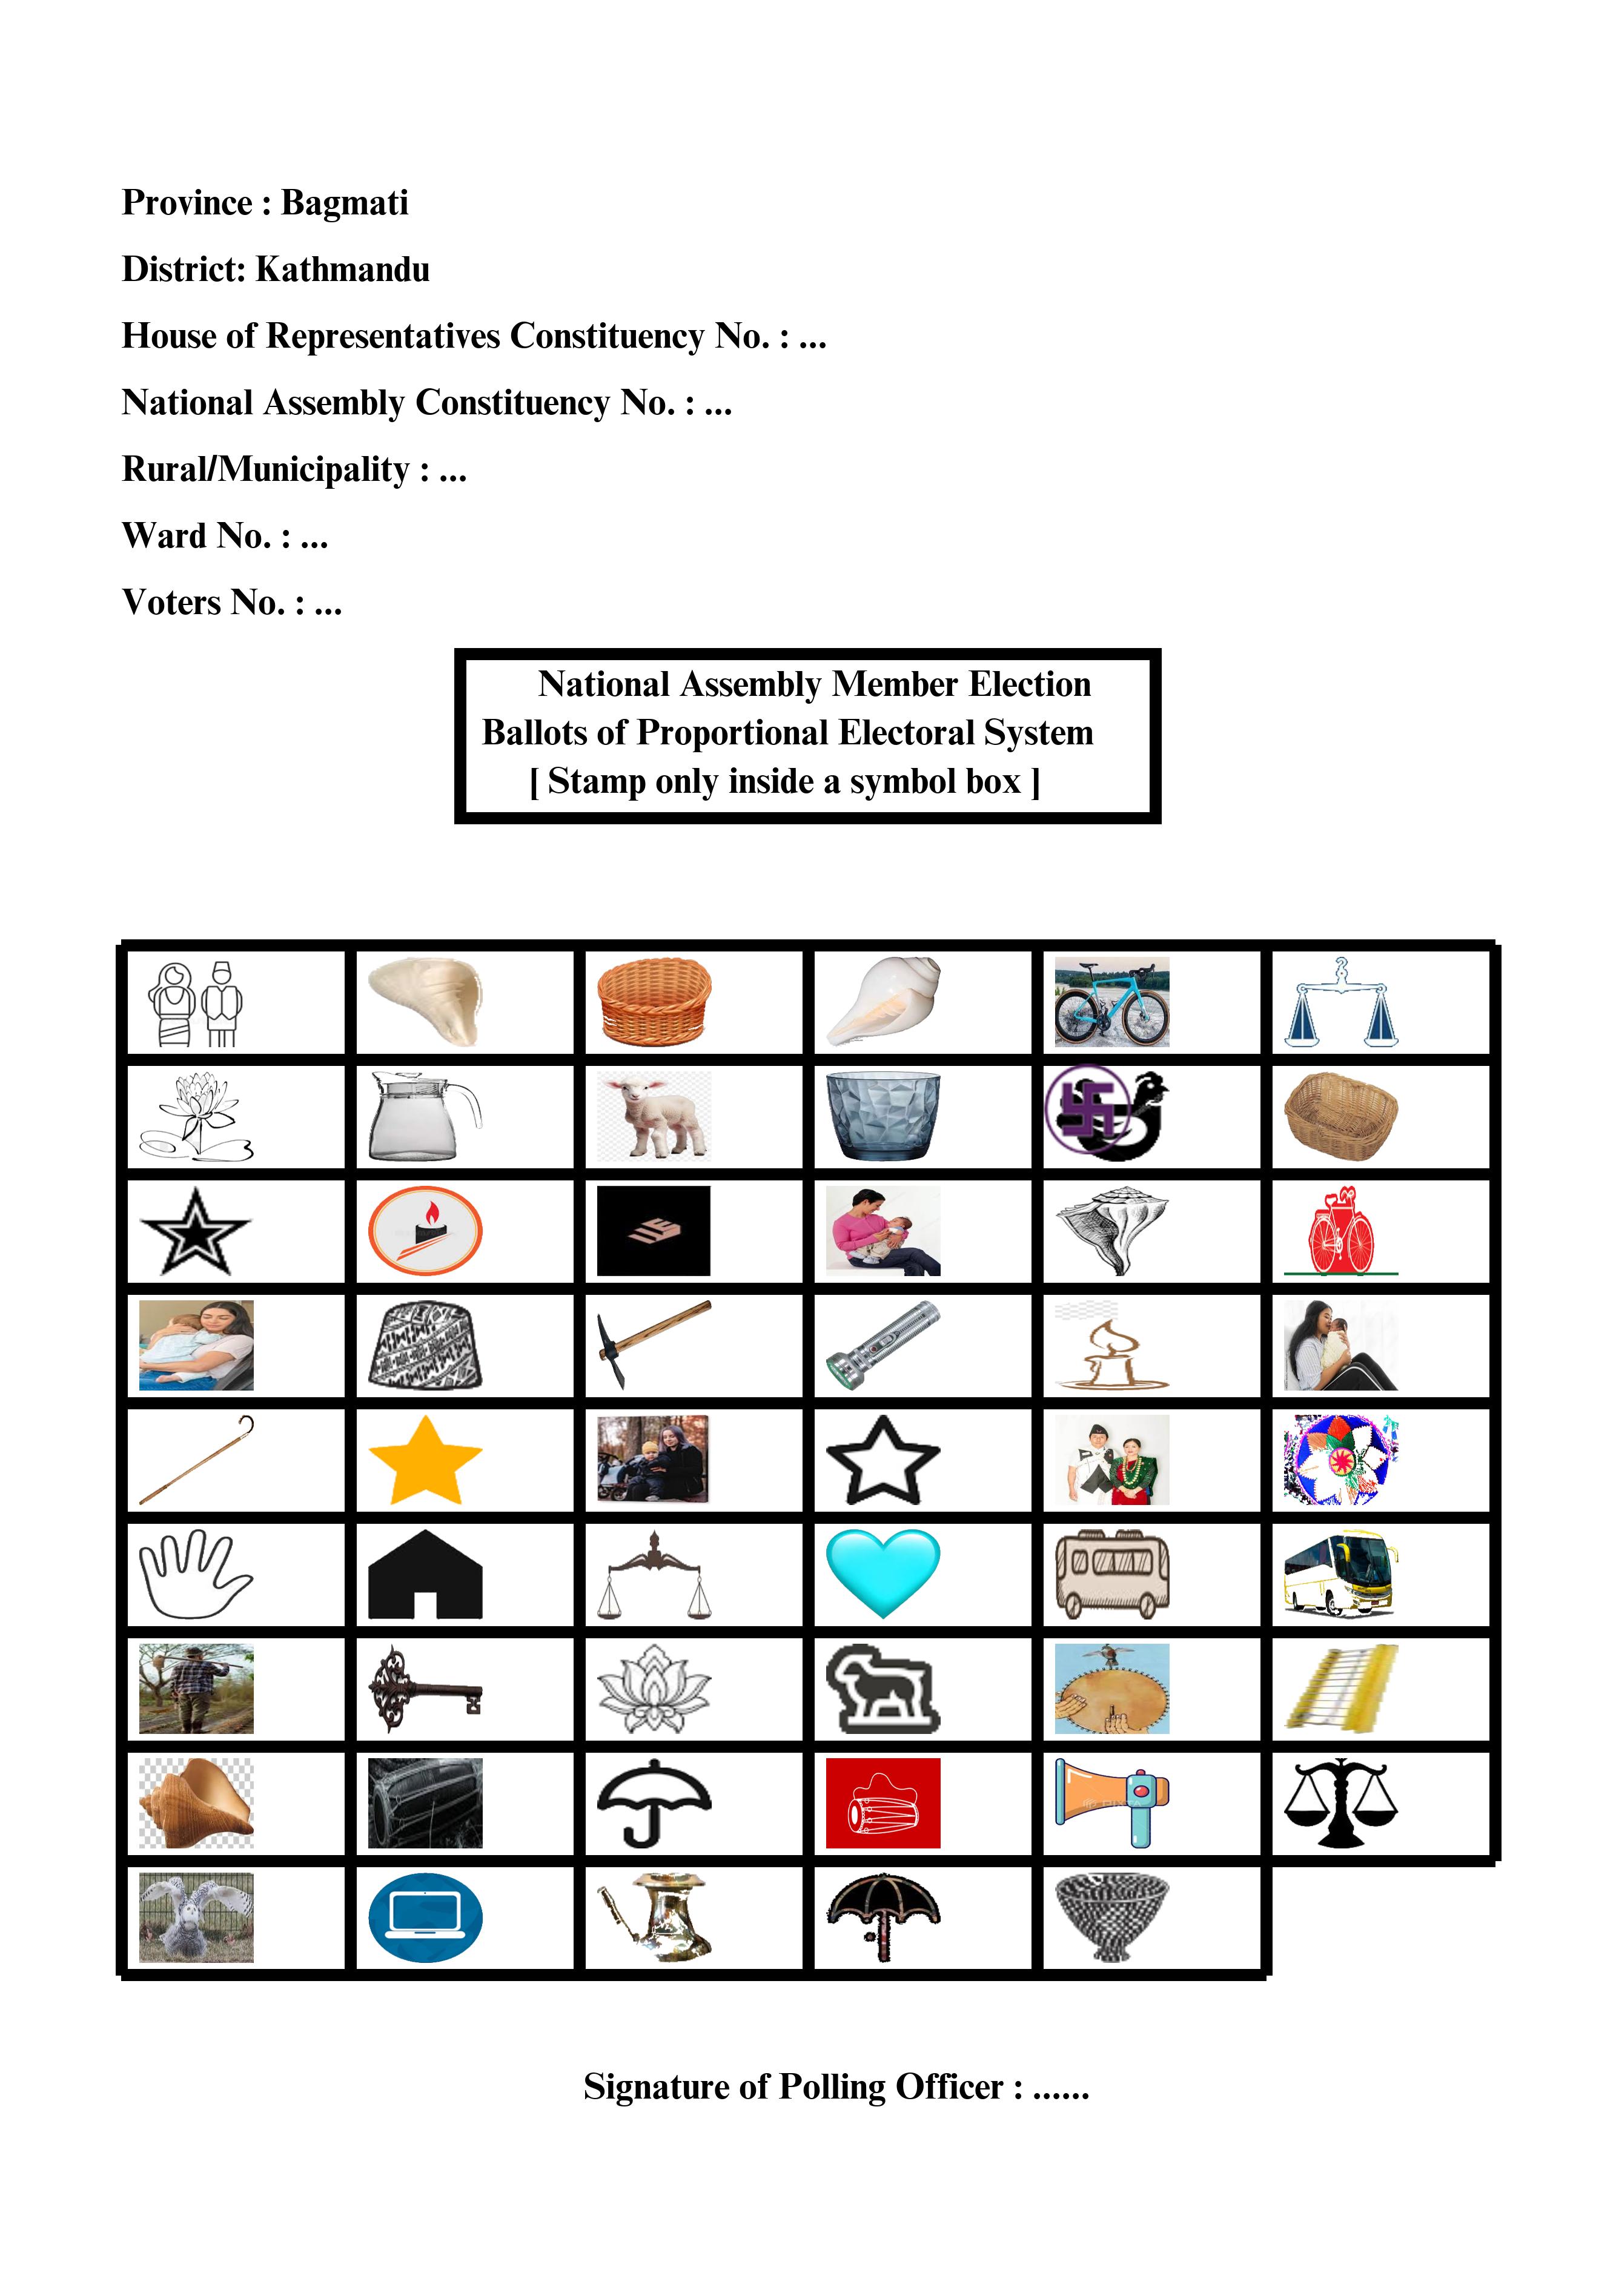 Province : Bagmati
District: Kathmandu
House of Representatives Constituency No. : ...
National Assembly Constituency No. : ...
Rural/Municipality : ...
Ward No. : ...
Voters No. : ...
National Assembly Member Election
Ballots of Proportional Electoral System
[ Stamp only inside a symbol box ]
Signature of Polling Officer : ......